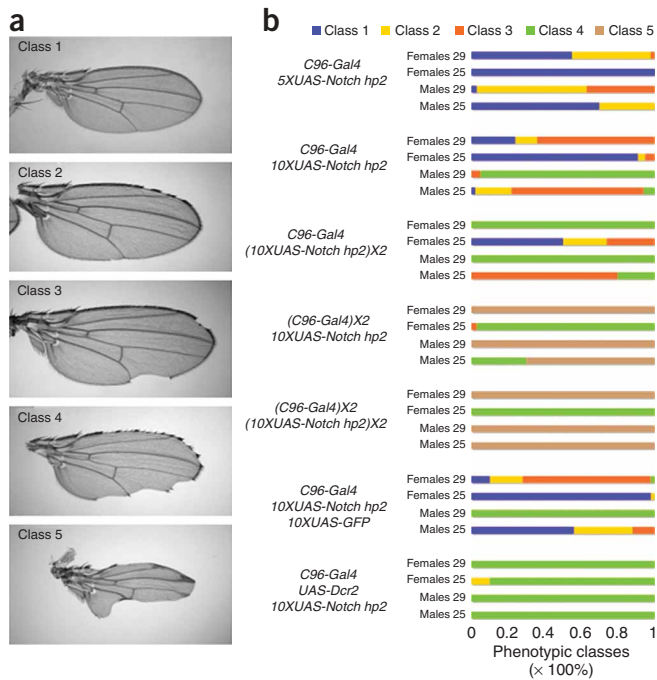 a
Class 1
Class 2
Class 3
Class 4
Class 5
b
Class 1 Class 2 Class 3 Class 4 Class 5
C96-Gal4
5XUAS-Notch hp2
Females 29
Females 25
Males 29
Males 25
C96-Gal4
10XUAS-Notch hp2
Females 29
Females 25
Males 29
Males 25
C96-Gal4
(10XUAS-Notch hp2)X2
Females 29
Females 25
Males 29
Males 25
(C96-Gal4)X2
10XUAS-Notch hp2
Females 29
Females 25
Males 29
Males 25
(C96-Gal4)X2
(10XUAS-Notch hp2)X2
Females 29
Females 25
Males 29
Males 25
C96-Gal4
10XUAS-Notch hp2
10XUAS-GFP
Females 29
Females 25
Males 29
Males 25
C96-Gal4
UAS-Dcr2
10XUAS-Notch hp2
Females 29
Females 25
Males 29
Males 25
0 0.2 0.4 0.6 0.8 1
Phenotypic classes
(× 100%)